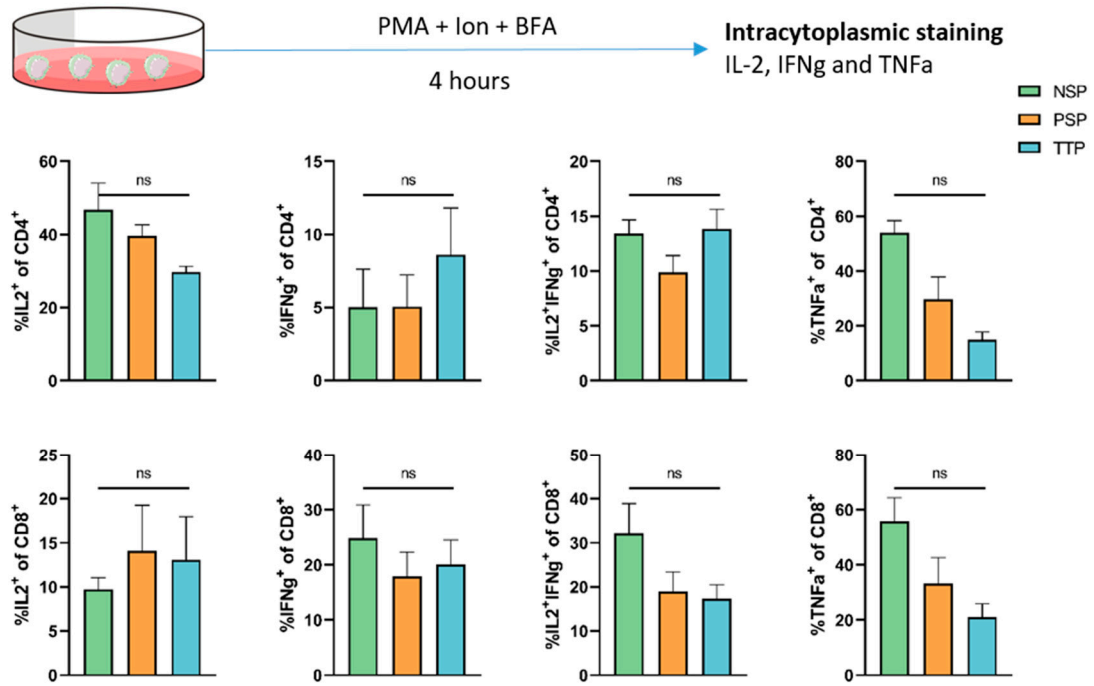 PMA + Ion + BFA
4 hours
Intracytoplasmic staining
IL-2, IFNg and TNFa
NSP
PSP
TTP
%IL2⁺ of CD4⁺
60
40
20
0
ns
%IFNg⁺ of CD4⁺
15
10
5
0
ns
%IL2⁺IFNg⁺ of CD4⁺
20
15
10
5
0
ns
%TNFa⁺ of CD4⁺
80
60
40
20
0
ns
%IL2⁺ of CD8⁺
25
20
15
10
5
0
ns
%IFNg⁺ of CD8⁺
40
30
20
10
0
ns
%IL2⁺IFNg⁺ of CD8⁺
50
40
30
20
10
0
ns
%TNFa⁺ of CD8⁺
80
60
40
20
0
ns